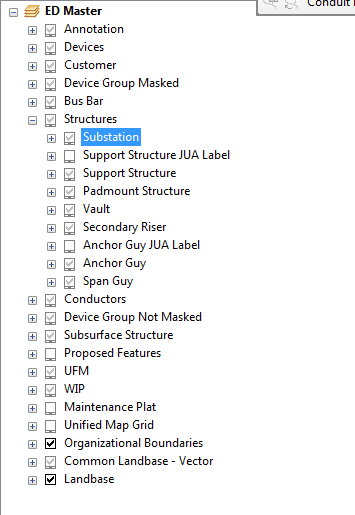 Conduit
ED Master
Annotation
Devices
Customer
Device Group Masked
Bus Bar
Structures
Substation
Support Structure JUA Label
Support Structure
Padmount Structure
Vault
Secondary Riser
Anchor Guy JUA Label
Anchor Guy
Span Guy
Conductors
Device Group Not Masked
Subsurface Structure
Proposed Features
UFM
WIP
Maintenance Plat
Unified Map Grid
Organizational Boundaries
Common Landbase - Vector
Landbase